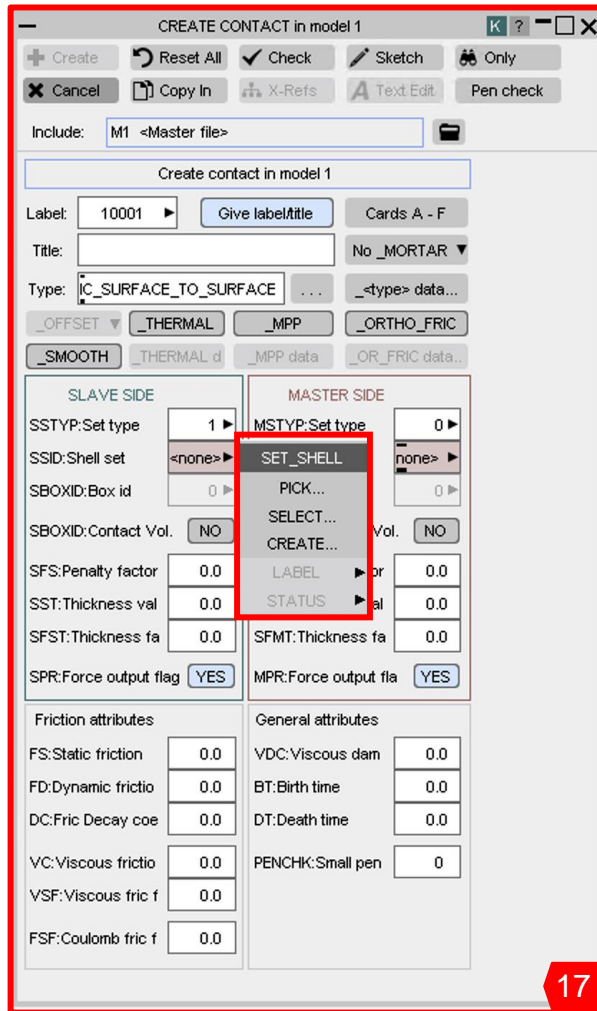 CREATE CONTACT in model 1 K ?
Create Reset All Check Sketch Only
Cancel Copy In X-Refs A Text Edit Pen check
Include: M1 <Master file>
Create contact in model 1
Label: 10001 Give label/title Cards A - F
Title: No _MORTAR
Type: IC_SURFACE_TO_SURFACE ... _<type> data...
_OFFSET _THERMAL _MPP _ORTHO_FRIC
_SMOOTH _THERMAL d _MPP data _OR_FRIC data..
SLAVE SIDE MASTER SIDE
SSTYP:Set type 1 MSTYP:Set type 0
SSID:Shell set <none> SET_SHELL none>
SBOXID:Box id 0 PICK... 0
SELECT...
SBOXID:Contact Vol. NO Vol. NO
CREATE...
SFS:Penalty factor 0.0 LABEL or 0.0
SST:Thickness val 0.0 STATUS al 0.0
SFST:Thickness fa 0.0 SFMT:Thickness fa 0.0
SPR:Force output flag YES MPR:Force output fla YES
Friction attributes General attributes
FS:Static friction 0.0 VDC:Viscous dam 0.0
FD:Dynamic frictio 0.0 BT:Birth time 0.0
DC:Fric Decay coe 0.0 DT:Death time 0.0
VC:Viscous frictio 0.0 PENCHK:Small pen 0
VSF:Viscous fric f 0.0
FSF:Coulomb fric f 0.0
17